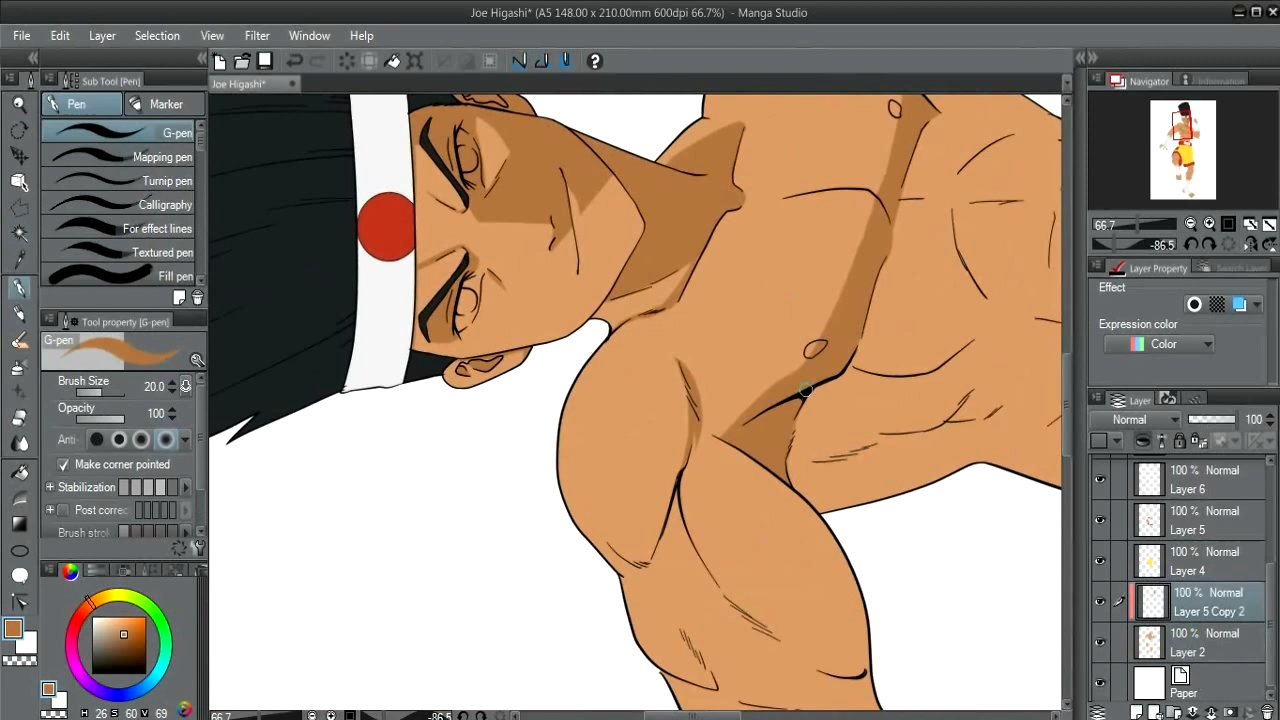 Joe Higashi* (A5 148.00 x 210.00mm 600dpi 66.7%) - Manga Studio
File Edit Layer Selection View Filter Window Help
Sub Tool [Pen]
Joe Higashi*
Navigator
Information
Pen
Marker
G-pen
Mapping pen
Turnip pen
Calligraphy
For effect lines
Textured pen
Fill pen
Tool property [G-pen]
G-pen
Brush Size 20.0
Opacity 100
Anti-
Make corner pointed
Stabilization
Post correc
Brush strol
H 26 S 60 V 69
66.7 -86.5
66.7
-86.5
Layer Property
Search Layer
Effect
Expression color
Color
Layer
Normal 100
100 % Normal
Layer 6
100 % Normal
Layer 5
100 % Normal
Layer 4
100 % Normal
Layer 5 Copy 2
100 % Normal
Layer 2
Paper